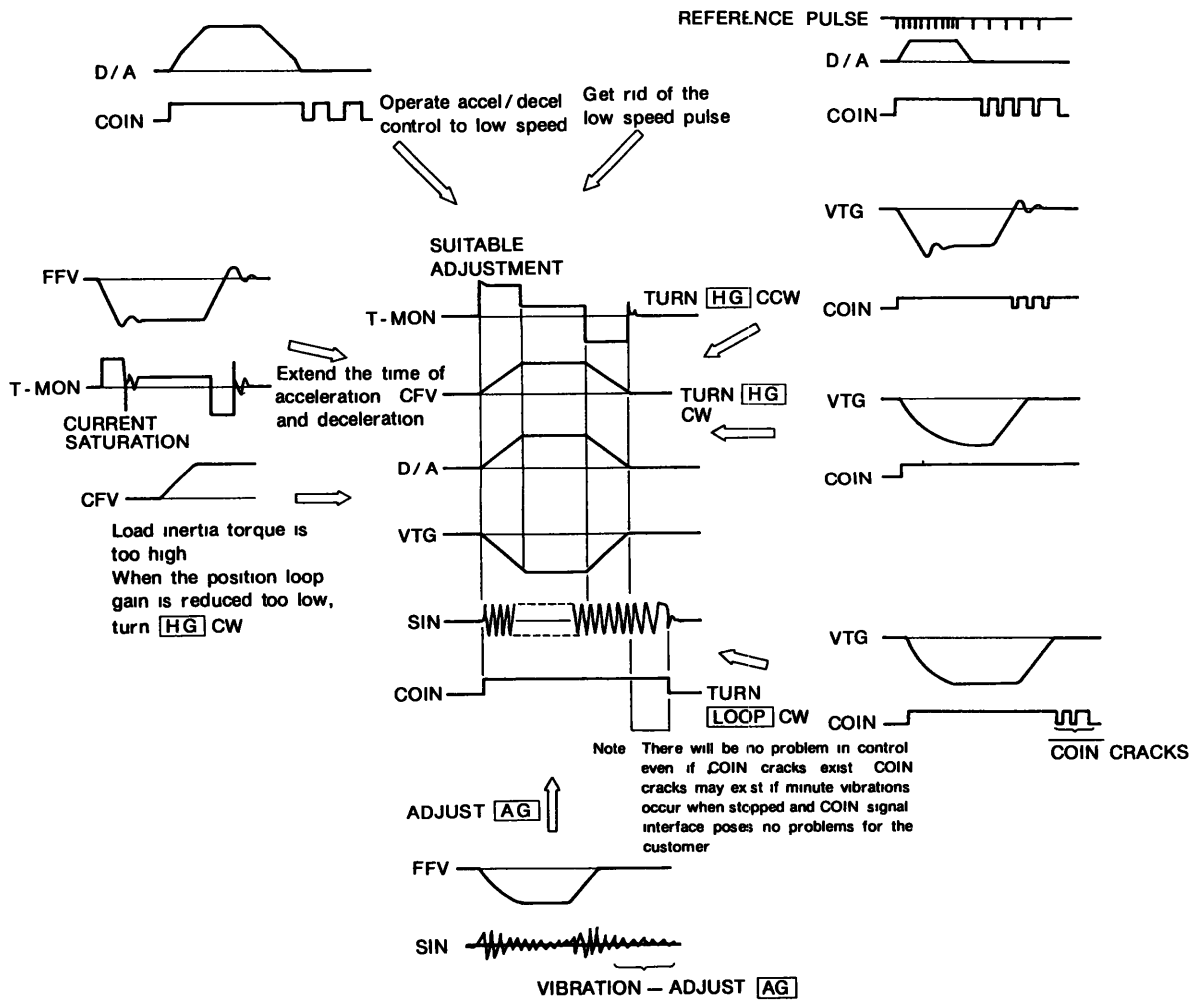 D/A
COIN
Operate accel/decel
control to low speed
Get rid of the
low speed pulse
REFERENCE PULSE
D/A
COIN
FFV
T-MON
CURRENT
SATURATION
CFV
Load inertia torque is
too high
When the position loop
gain is reduced too low,
turn HG CW
Extend the time of
acceleration
and deceleration
SUITABLE
ADJUSTMENT
T-MON
CFV
D/A
VTG
SIN
COIN
TURN HG CCW
TURN HG
CW
TURN
LOOP CW
VTG
COIN
VTG
COIN
VTG
COIN
COIN CRACKS
Note There will be no problem in control
even if COIN cracks exist COIN
cracks may exist if minute vibrations
occur when stopped and COIN signal
interface poses no problems for the
customer
ADJUST AG
FFV
SIN
VIBRATION — ADJUST AG